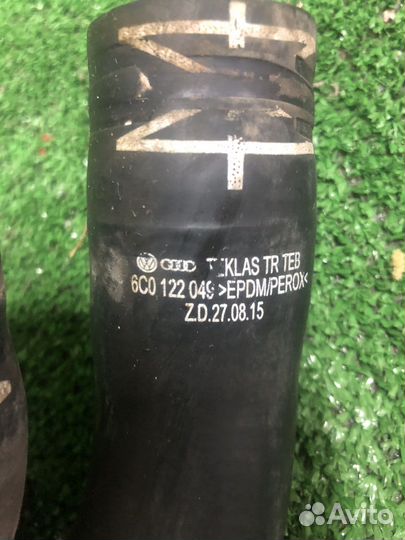 TEKLAS TR TEB
6C0 122 049 >EPDM/PEROX<
Z.D.27.08.15
Avito